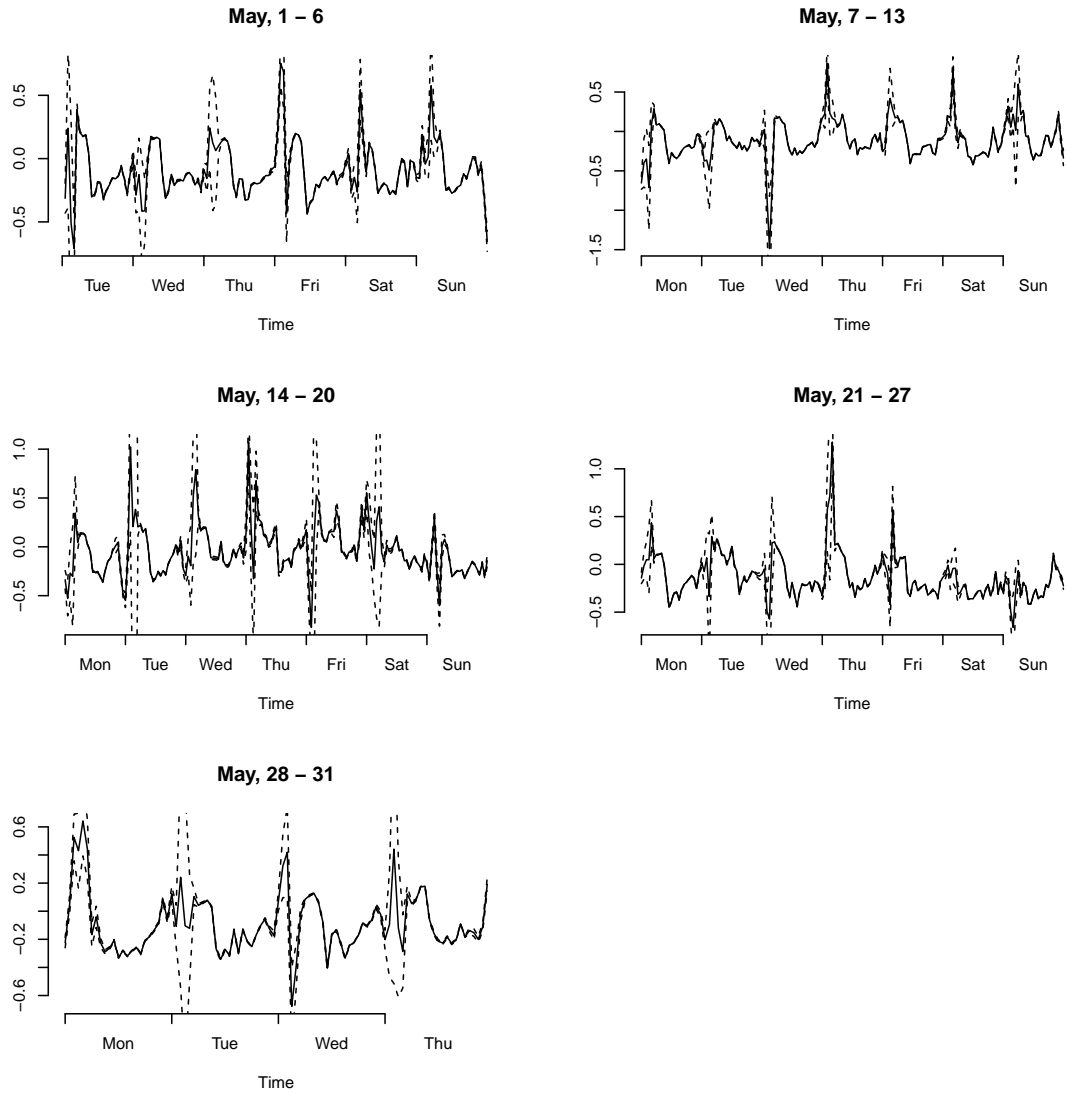 May, 1 – 6
0.5
0.0
−0.5
Tue Wed Thu Fri Sat Sun
Time
May, 7 – 13
0.5
−0.5
−1.5
Mon Tue Wed Thu Fri Sat Sun
Time
May, 14 – 20
1.0
0.5
0.0
−0.5
Mon Tue Wed Thu Fri Sat Sun
Time
May, 21 – 27
1.0
0.5
0.0
−0.5
Mon Tue Wed Thu Fri Sat Sun
Time
May, 28 – 31
0.6
0.2
−0.2
−0.6
Mon Tue Wed Thu
Time